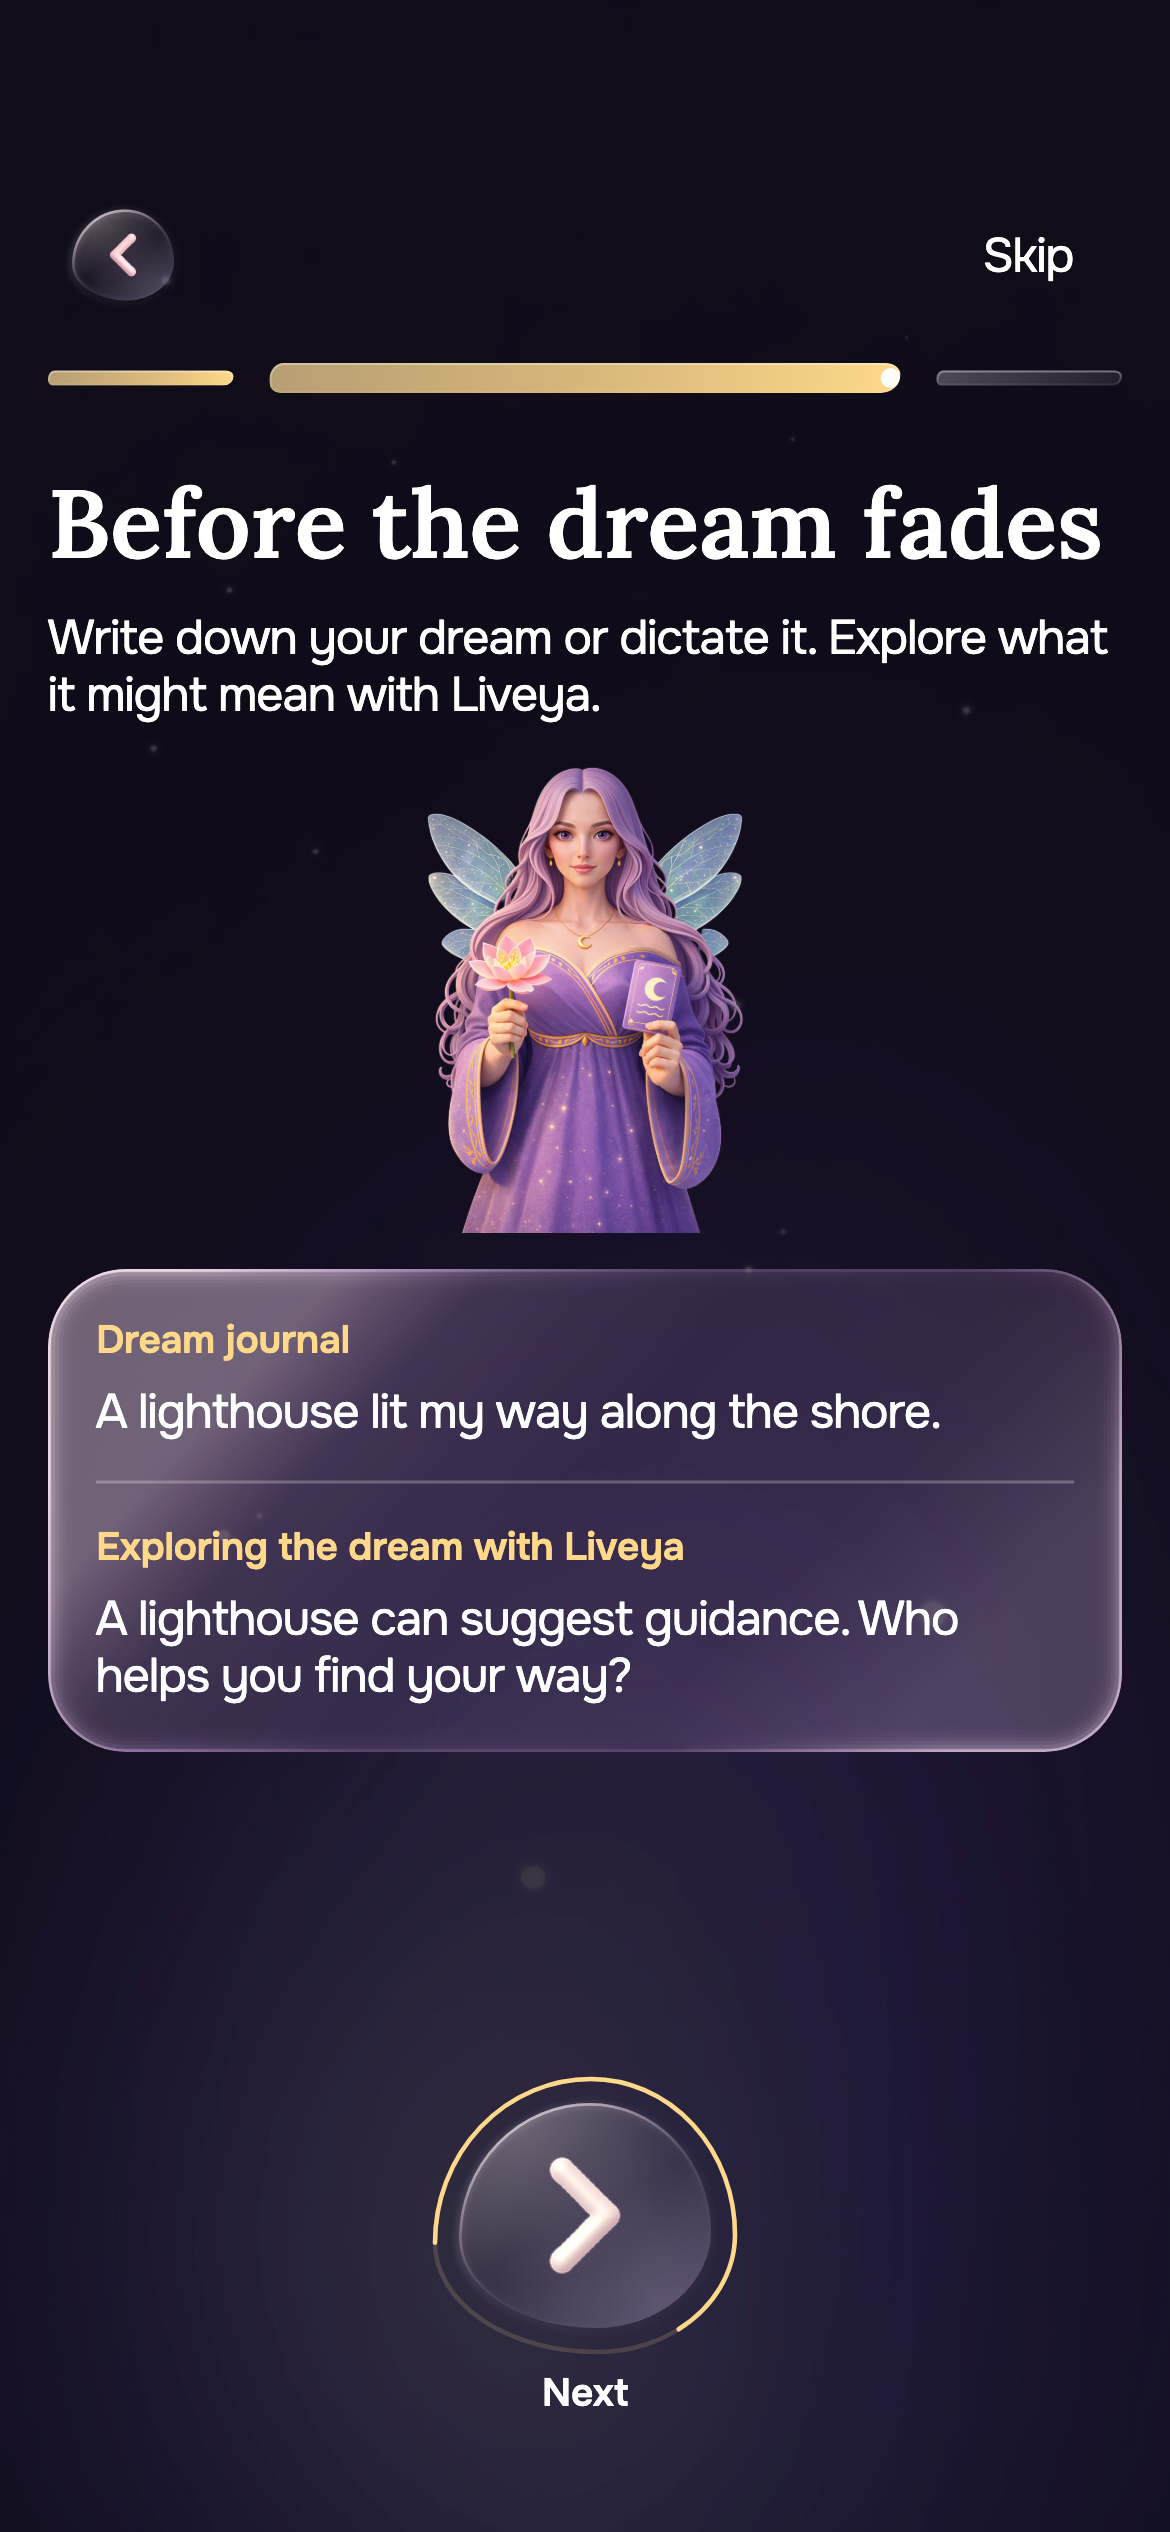 Skip
Before the dream fades
Write down your dream or dictate it. Explore what
it might mean with Liveya.
Dream journal
A lighthouse lit my way along the shore.
Exploring the dream with Liveya
A lighthouse can suggest guidance. Who
helps you find your way?
Next